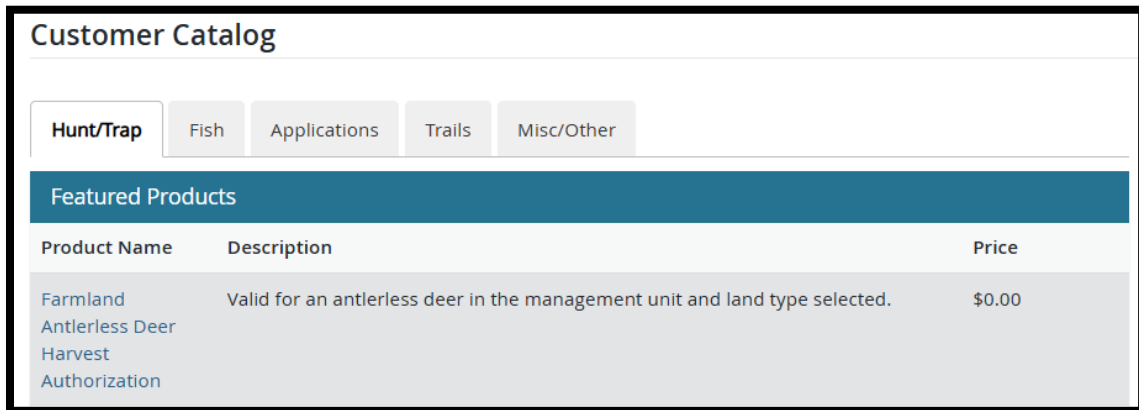 Customer Catalog
Hunt/Trap Fish Applications Trails Misc/Other
Featured Products
Product Name Description Price
Farmland Valid for an antlerless deer in the management unit and land type selected. $0.00
Antlerless Deer
Harvest
Authorization